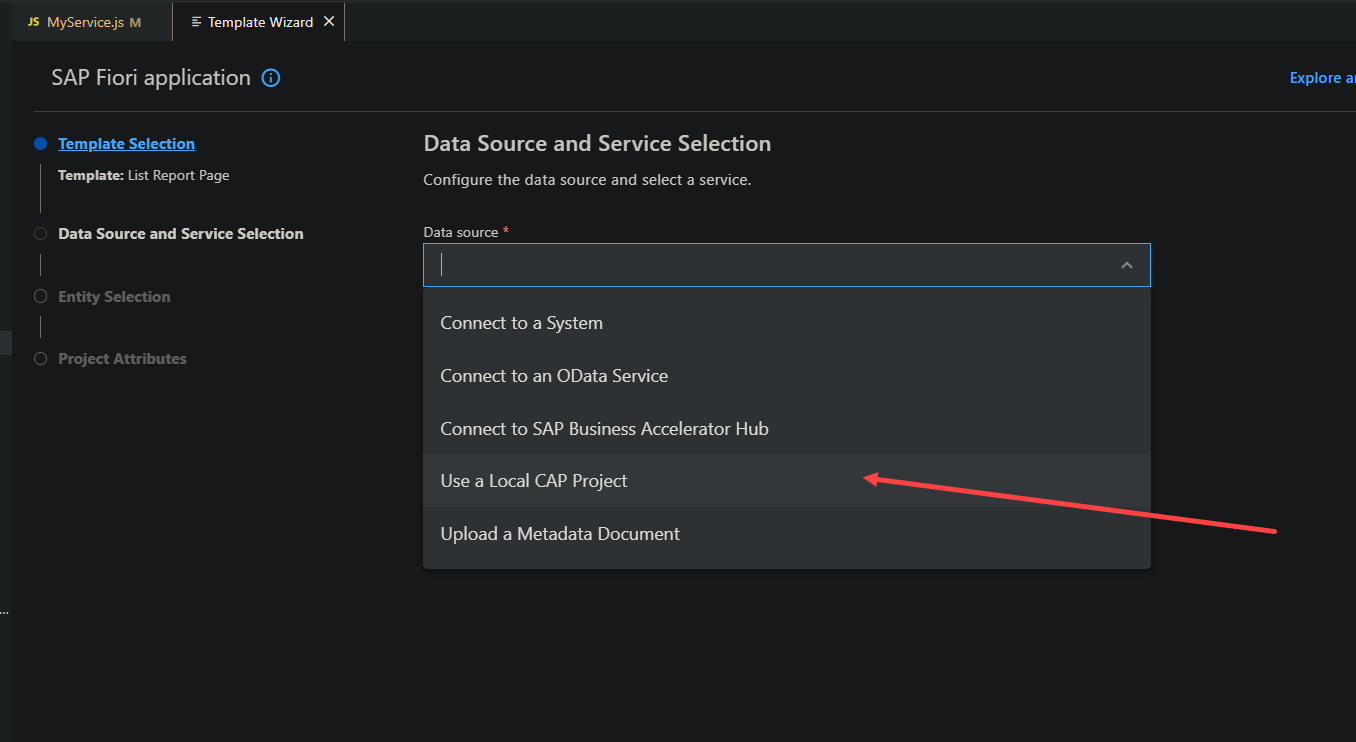 JS MyService.js M
Template Wizard
SAP Fiori application
Explore
Template Selection
Template: List Report Page
Data Source and Service Selection
Entity Selection
Project Attributes
Data Source and Service Selection
Configure the data source and select a service.
Data source *
Connect to a System
Connect to an OData Service
Connect to SAP Business Accelerator Hub
Use a Local CAP Project
Upload a Metadata Document
...